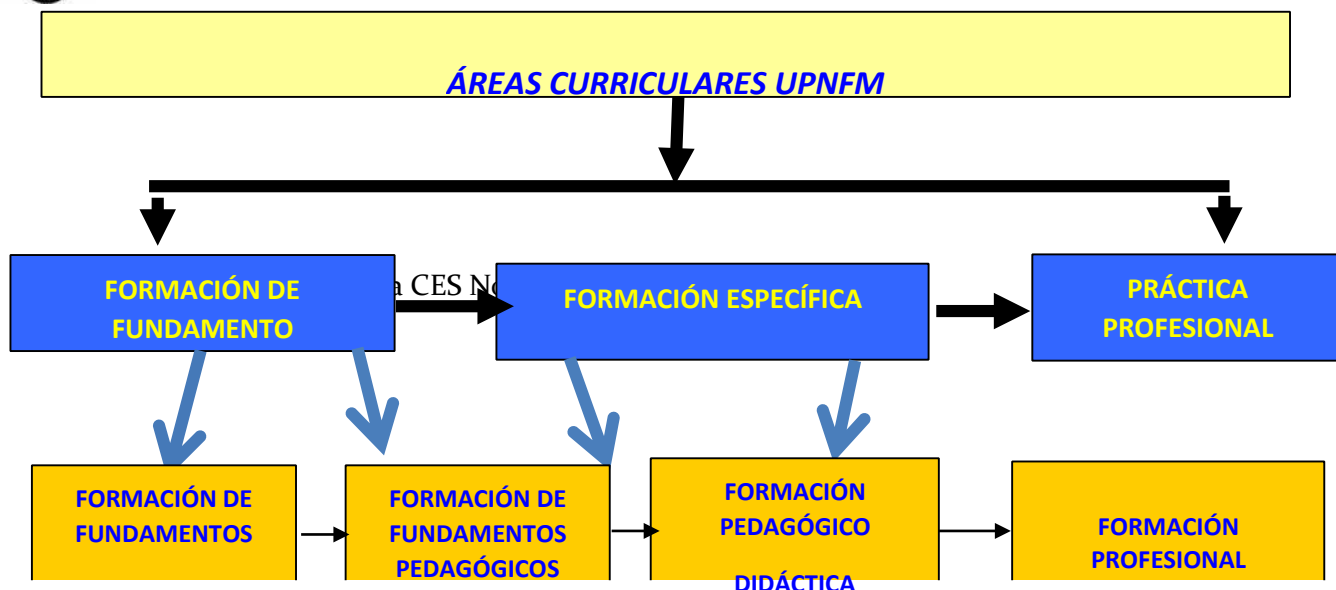 ÁREAS CURRICULARES UPNFM
FORMACIÓN DE
FUNDAMENTO
a CES No
FORMACIÓN ESPECÍFICA
PRÁCTICA
PROFESIONAL
FORMACIÓN DE
FUNDAMENTOS
FORMACIÓN DE
FUNDAMENTOS
PEDAGÓGICOS
FORMACIÓN
PEDAGÓGICO
DIDÁCTICA
FORMACIÓN
PROFESIONAL